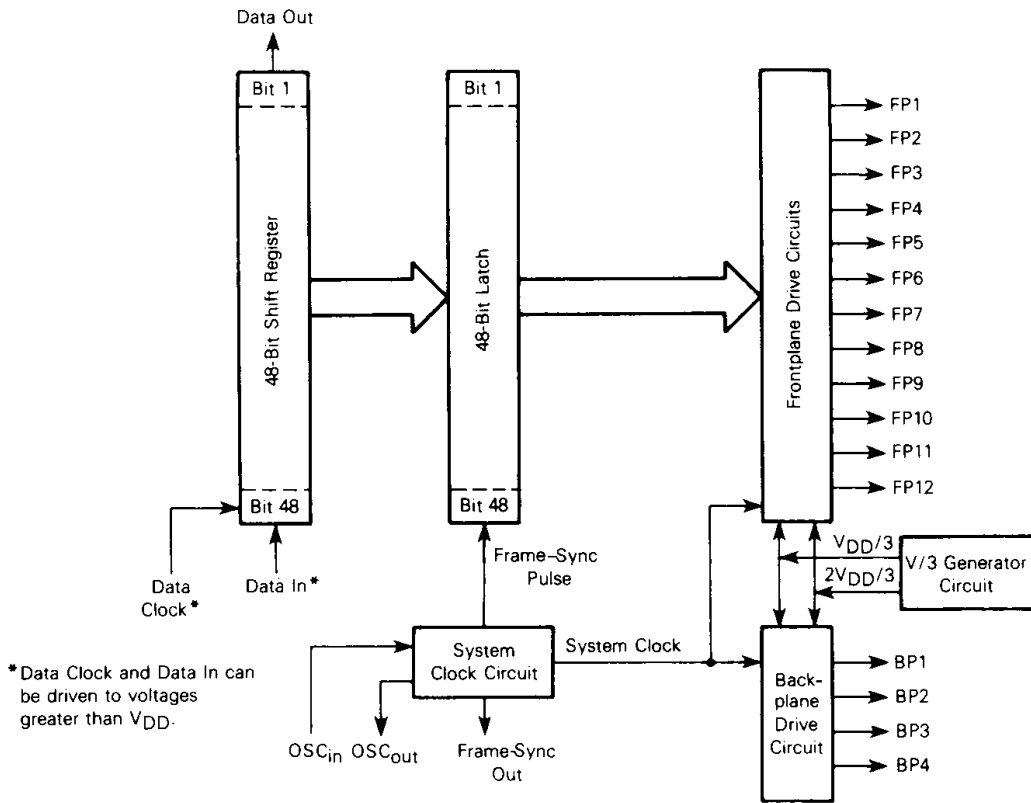 Data Out
Bit 1
48-Bit Shift Register
Bit 48
Data
Clock*
Data In*
Bit 1
48-Bit Latch
Bit 48
Frame-Sync
Pulse
Frontplane Drive Circuits
FP1
FP2
FP3
FP4
FP5
FP6
FP7
FP8
FP9
FP10
FP11
FP12
VDD/3
2VDD/3
V/3 Generator
Circuit
System
Clock Circuit
System Clock
OSCin
OSCout
Frame-Sync
Out
Back-
plane
Drive
Circuit
BP1
BP2
BP3
BP4
*Data Clock and Data In can
be driven to voltages
greater than VDD.